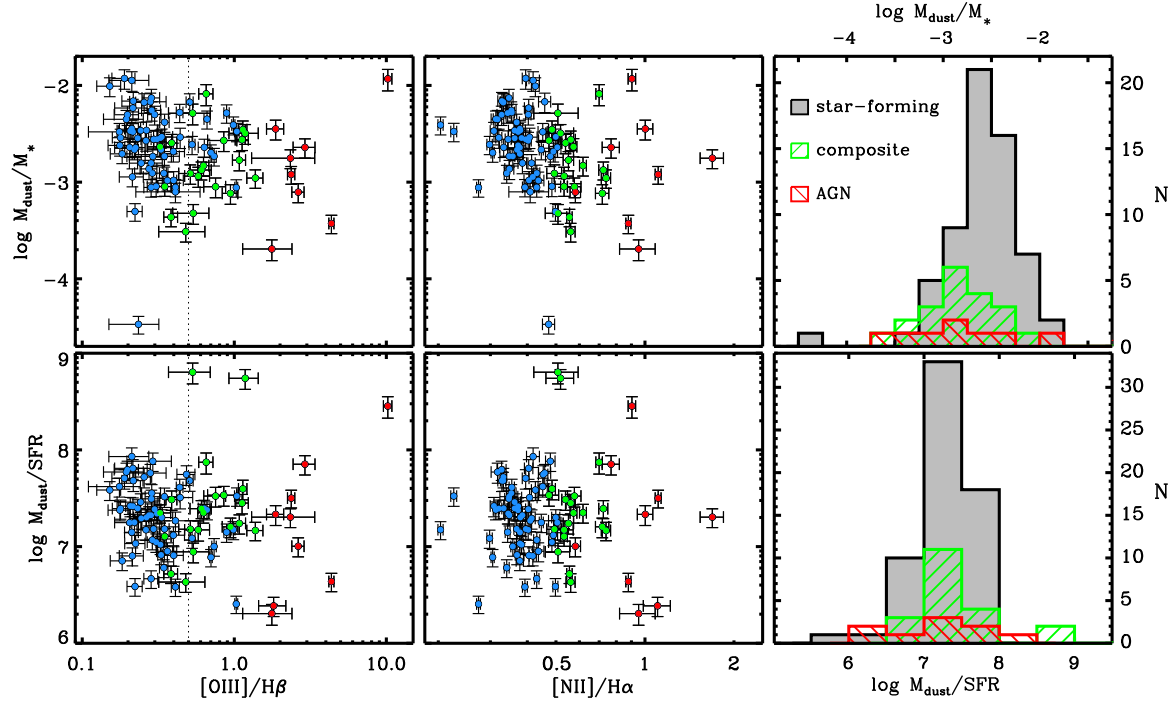 log M_dust/M_*
−4 −3 −2
−2
−3
−4
log M_dust/M_*
star−forming
composite
AGN
20
15
10
5
0
N
9
8
7
6
log M_dust/SFR
30
25
20
15
10
5
0
N
0.1 1.0 10.0
0.5 1 2
6 7 8 9
[OIII]/Hβ
[NII]/Hα
log M_dust/SFR